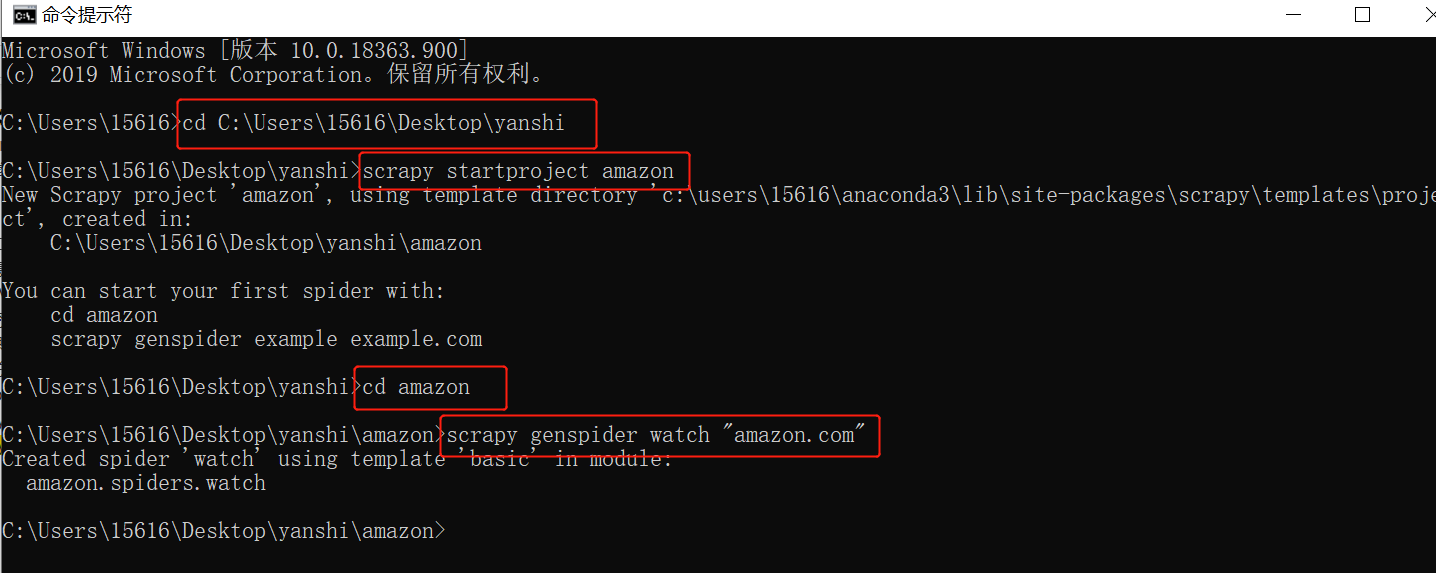 命令提示符
Microsoft Windows [版本 10.0.18363.900]
(c) 2019 Microsoft Corporation。保留所有权利。
C:\Users\15616>cd C:\Users\15616\Desktop\yanshi
C:\Users\15616\Desktop\yanshi>scrapy startproject amazon
New Scrapy project 'amazon', using template directory 'c:\users\15616\anaconda3\lib\site-packages\scrapy\templates\proje
ct', created in:
    C:\Users\15616\Desktop\yanshi\amazon
You can start your first spider with:
    cd amazon
    scrapy genspider example example.com
C:\Users\15616\Desktop\yanshi>cd amazon
C:\Users\15616\Desktop\yanshi\amazon>scrapy genspider watch "amazon.com"
Created spider 'watch' using template 'basic' in module:
  amazon.spiders.watch
C:\Users\15616\Desktop\yanshi\amazon>